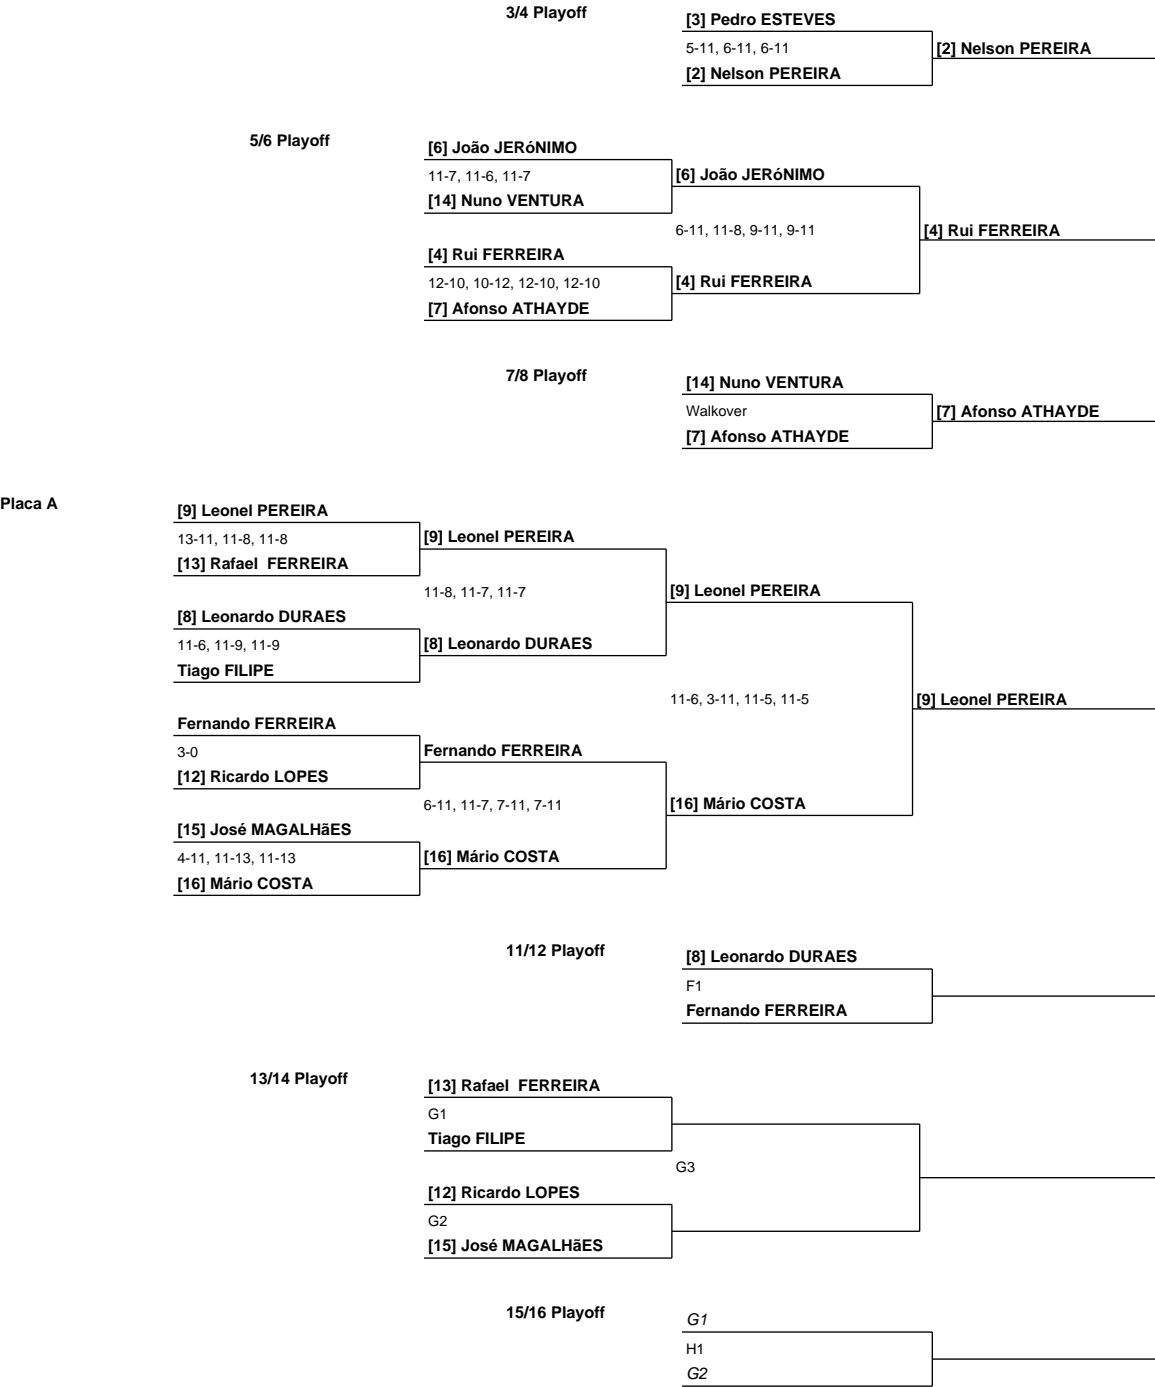 3/4 Playoff
[3] Pedro ESTEVES
5-11, 6-11, 6-11
[2] Nelson PEREIRA
[2] Nelson PEREIRA
5/6 Playoff
[6] João JERóNIMO
11-7, 11-6, 11-7
[6] João JERóNIMO
[14] Nuno VENTURA
6-11, 11-8, 9-11, 9-11
[4] Rui FERREIRA
[4] Rui FERREIRA
12-10, 10-12, 12-10, 12-10
[4] Rui FERREIRA
[7] Afonso ATHAYDE
7/8 Playoff
[14] Nuno VENTURA
Walkover
[7] Afonso ATHAYDE
[7] Afonso ATHAYDE
Placa A
[9] Leonel PEREIRA
13-11, 11-8, 11-8
[9] Leonel PEREIRA
[13] Rafael  FERREIRA
11-8, 11-7, 11-7
[9] Leonel PEREIRA
[8] Leonardo DURAES
11-6, 11-9, 11-9
[8] Leonardo DURAES
Tiago FILIPE
11-6, 3-11, 11-5, 11-5
[9] Leonel PEREIRA
Fernando FERREIRA
3-0
Fernando FERREIRA
[12] Ricardo LOPES
6-11, 11-7, 7-11, 7-11
[16] Mário COSTA
[15] José MAGALHãES
4-11, 11-13, 11-13
[16] Mário COSTA
[16] Mário COSTA
11/12 Playoff
[8] Leonardo DURAES
F1
Fernando FERREIRA
13/14 Playoff
[13] Rafael  FERREIRA
G1
Tiago FILIPE
G3
[12] Ricardo LOPES
G2
[15] José MAGALHãES
15/16 Playoff
G1
H1
G2